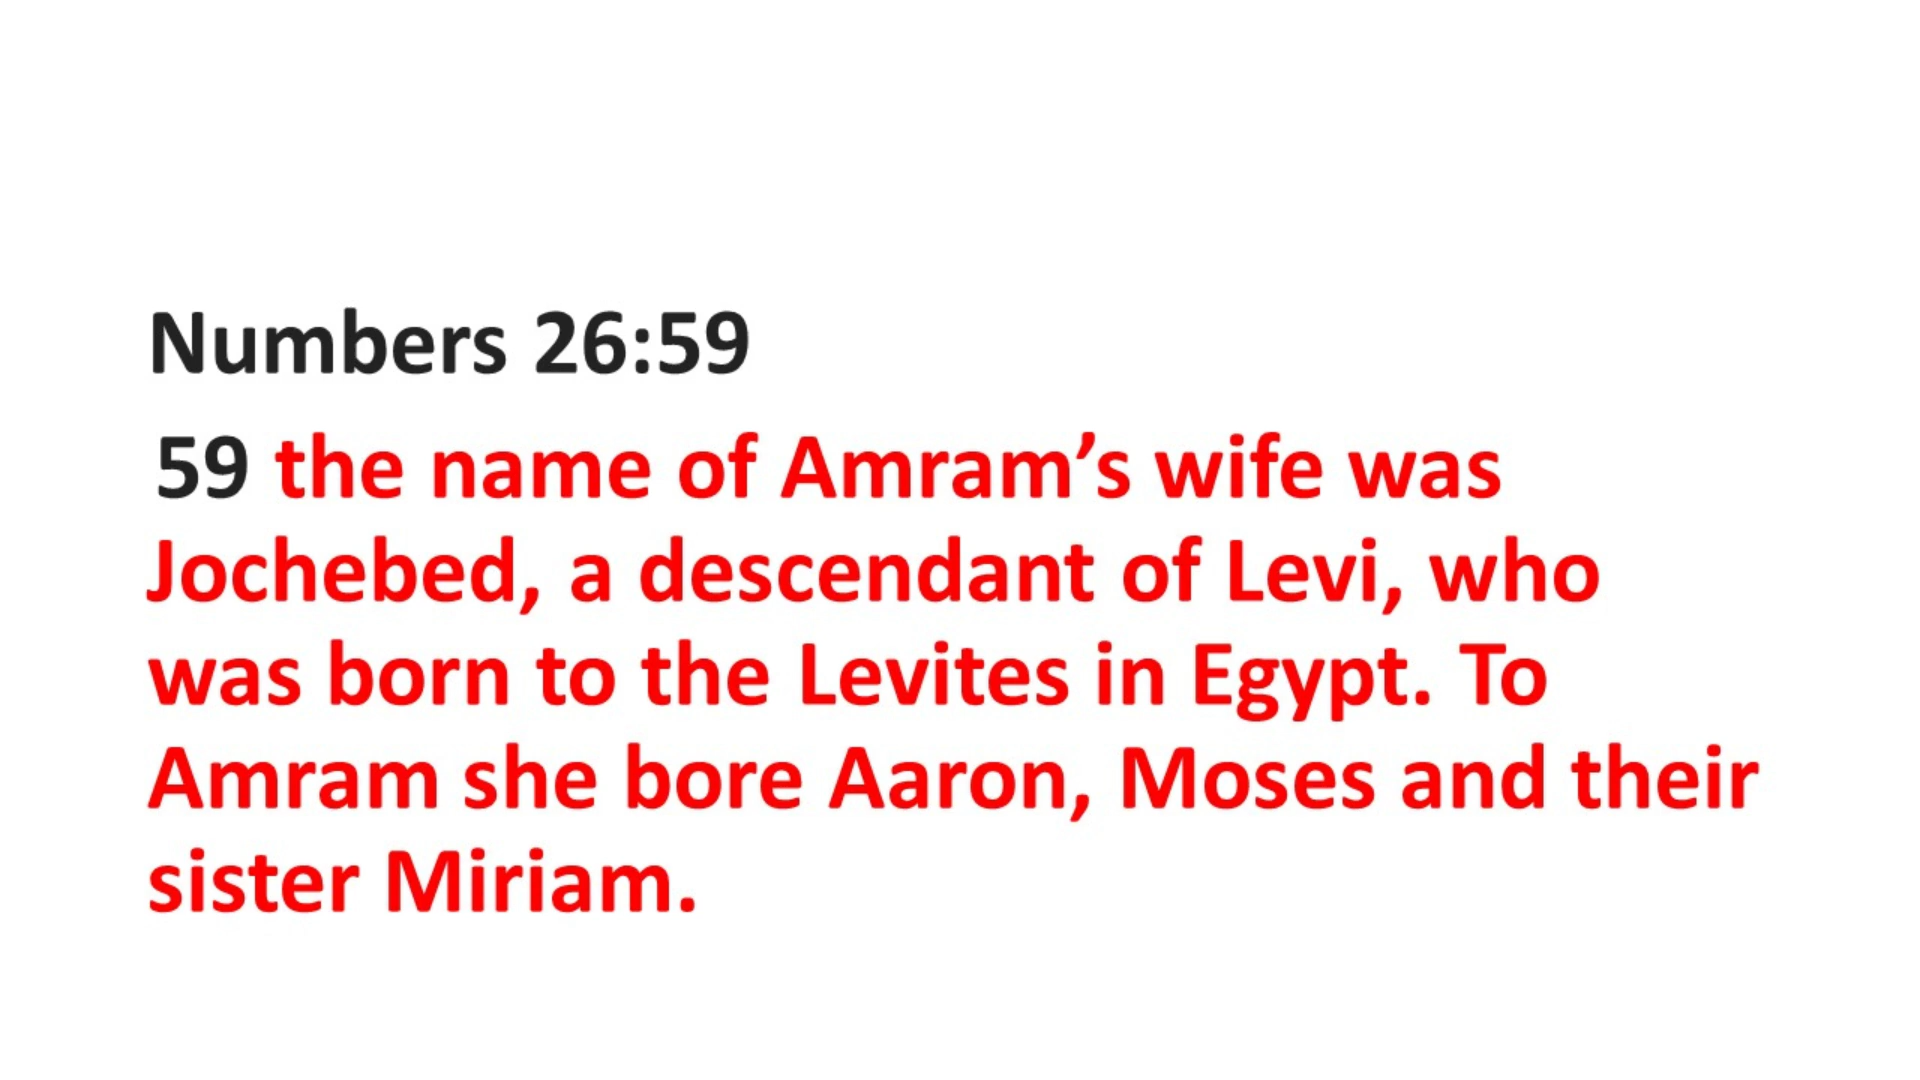 Numbers 26:59
59 the name of Amram’s wife was
Jochebed, a descendant of Levi, who
was born to the Levites in Egypt. To
Amram she bore Aaron, Moses and their
sister Miriam.